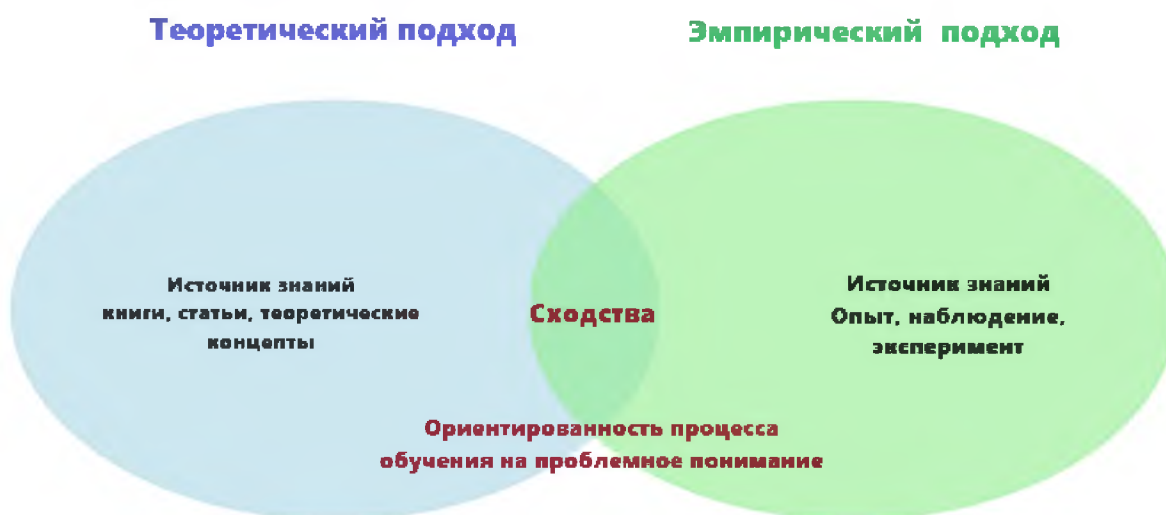 Теоретический подход
Эмпирический подход
Источник знаний
книги, статьи, теоретические
концепты
Сходства
Источник знаний
Опыт, наблюдение,
эксперимент
Ориентированность процесса
обучения на проблемное понимание